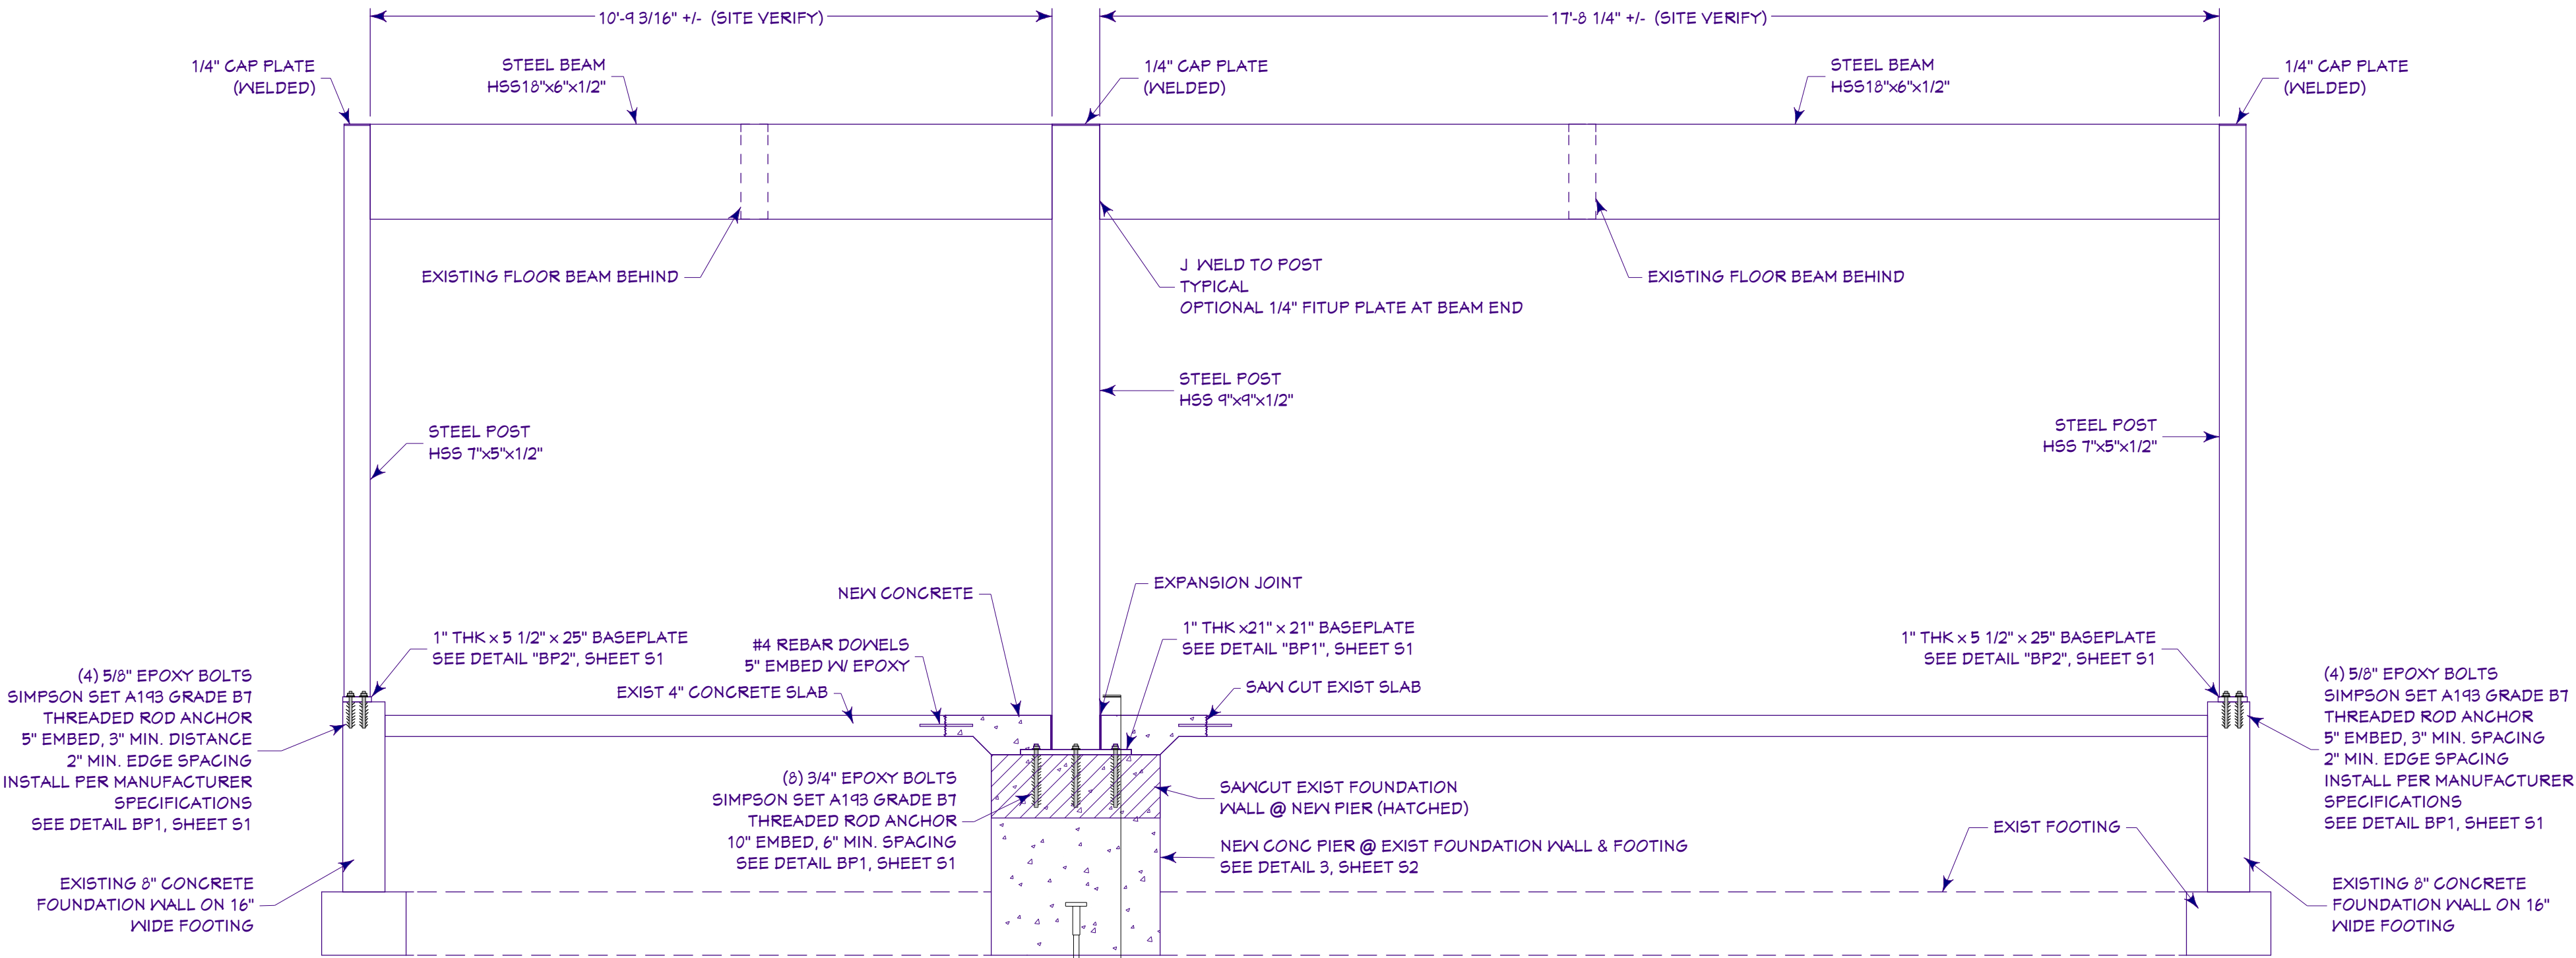 10'-9 3/16" +/- (SITE VERIFY)
17'-8 1/4" +/- (SITE VERIFY)
1/4" CAP PLATE
(WELDED)
STEEL BEAM
HSS18"x6"x1/2"
1/4" CAP PLATE
(WELDED)
STEEL BEAM
HSS18"x6"x1/2"
1/4" CAP PLATE
(WELDED)
EXISTING FLOOR BEAM BEHIND
J WELD TO POST
TYPICAL
OPTIONAL 1/4" FITUP PLATE AT BEAM END
EXISTING FLOOR BEAM BEHIND
STEEL POST
HSS 9"x9"x1/2"
STEEL POST
HSS 7"x5"x1/2"
STEEL POST
HSS 7"x5"x1/2"
NEW CONCRETE
EXPANSION JOINT
1" THK x 5 1/2" x 25" BASEPLATE
SEE DETAIL "BP2", SHEET S1
#4 REBAR DOWELS
5" EMBED W/ EPOXY
1" THK x21" x 21" BASEPLATE
SEE DETAIL "BP1", SHEET S1
1" THK x 5 1/2" x 25" BASEPLATE
SEE DETAIL "BP2", SHEET S1
EXIST 4" CONCRETE SLAB
SAW CUT EXIST SLAB
(4) 5/8" EPOXY BOLTS
SIMPSON SET A193 GRADE B7
THREADED ROD ANCHOR
5" EMBED, 3" MIN. DISTANCE
2" MIN. EDGE SPACING
INSTALL PER MANUFACTURER
SPECIFICATIONS
SEE DETAIL BP1, SHEET S1
(4) 5/8" EPOXY BOLTS
SIMPSON SET A193 GRADE B7
THREADED ROD ANCHOR
5" EMBED, 3" MIN. SPACING
2" MIN. EDGE SPACING
INSTALL PER MANUFACTURER
SPECIFICATIONS
SEE DETAIL BP1, SHEET S1
(8) 3/4" EPOXY BOLTS
SIMPSON SET A193 GRADE B7
THREADED ROD ANCHOR
10" EMBED, 6" MIN. SPACING
SEE DETAIL BP1, SHEET S1
SAWCUT EXIST FOUNDATION
WALL @ NEW PIER (HATCHED)
NEW CONC PIER @ EXIST FOUNDATION WALL & FOOTING
SEE DETAIL 3, SHEET S2
EXIST FOOTING
EXISTING 8" CONCRETE
FOUNDATION WALL ON 16"
WIDE FOOTING
EXISTING 8" CONCRETE
FOUNDATION WALL ON 16"
WIDE FOOTING